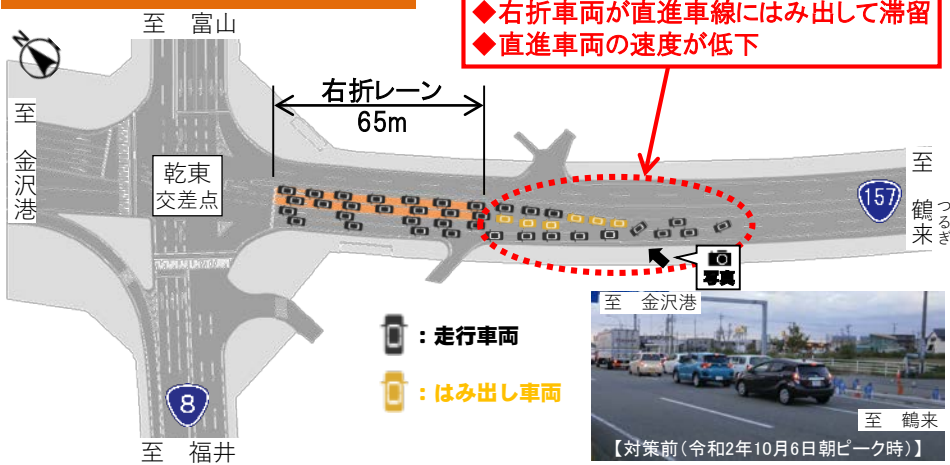 ◆右折車両が直進車線にはみ出して滞留
◆直進車両の速度が低下
至　富山
N
右折レーン
65m
至　金沢港
乾東
交差点
157
至　鶴来
つるぎ
写真
：走行車両
：はみ出し車両
8
至　福井
至　金沢港
至　鶴来
【対策前（令和2年10月6日朝ピーク時）】